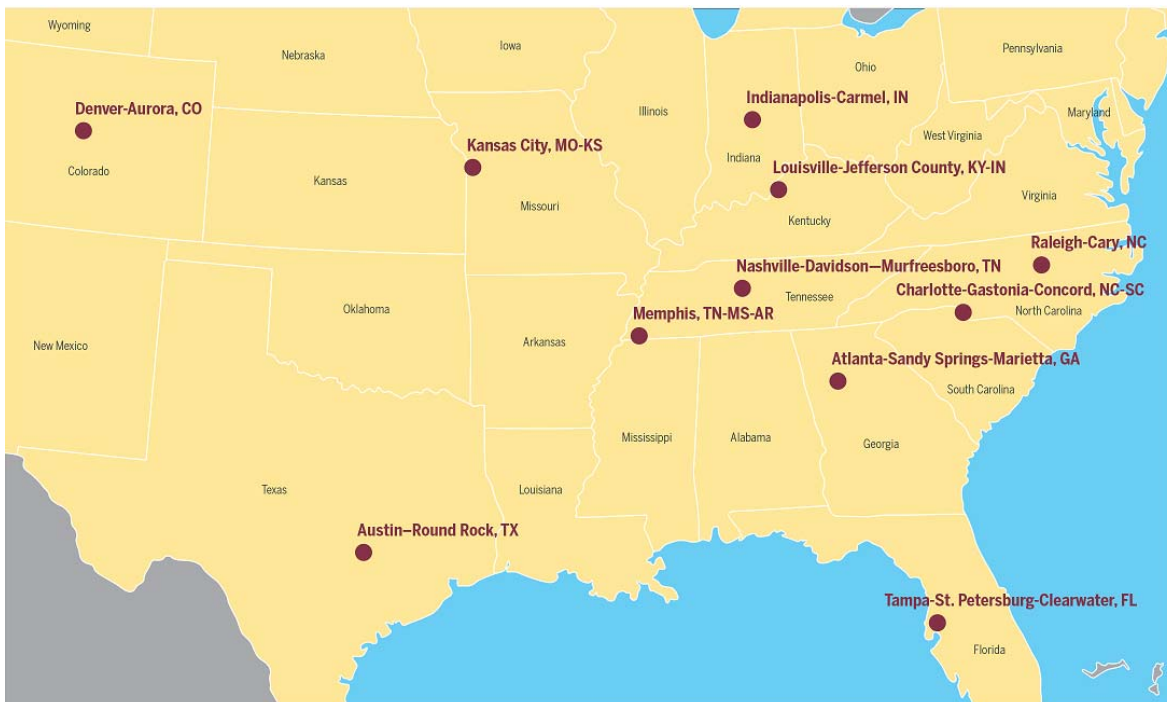 Wyoming
Nebraska
Iowa
Ohio
Pennsylvania
Denver-Aurora, CO
Indianapolis-Carmel, IN
Illinois
Maryland
West Virginia
Kansas City, MO-KS
Indiana
Colorado
Louisville-Jefferson County, KY-IN
Kansas
Missouri
Virginia
Kentucky
Raleigh-Cary, NC
Nashville-Davidson—Murfreesboro, TN
Tennessee
Charlotte-Gastonia-Concord, NC-SC
Oklahoma
Memphis, TN-MS-AR
North Carolina
New Mexico
Arkansas
Atlanta-Sandy Springs-Marietta, GA
South Carolina
Mississippi
Alabama
Georgia
Texas
Louisiana
Austin–Round Rock, TX
Tampa-St. Petersburg-Clearwater, FL
Florida